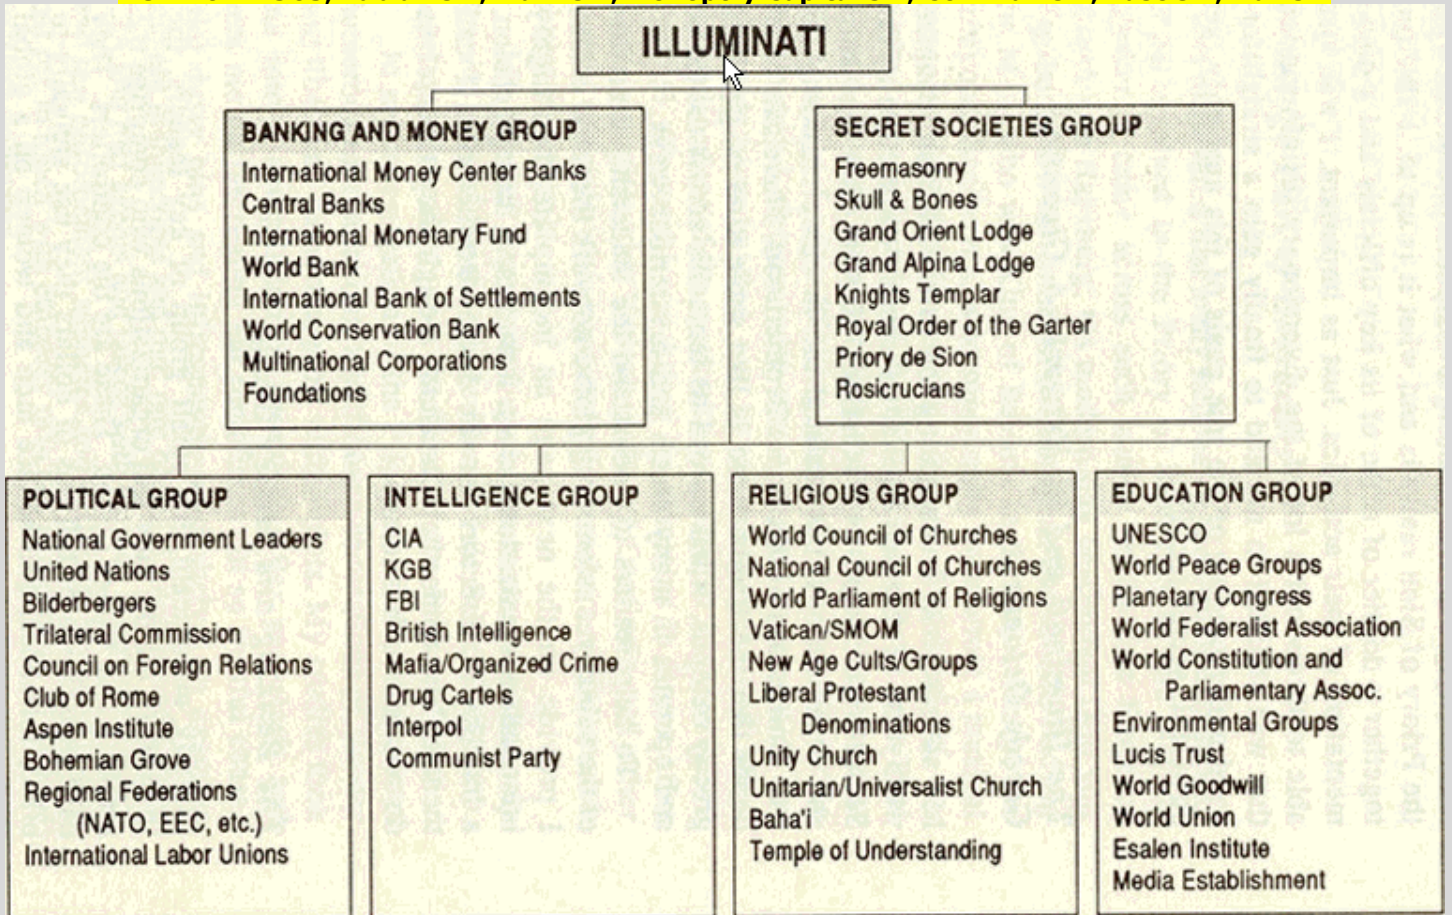 Monopoly Capitalism, Communism,
ILLUMINATI
BANKING AND MONEY GROUP
International Money Center Banks
Central Banks
International Monetary Fund
World Bank
International Bank of Settlements
World Conservation Bank
Multinational Corporations
Foundations
SECRET SOCIETIES GROUP
Freemasonry
Skull & Bones
Grand Orient Lodge
Grand Alpina Lodge
Knights Templar
Royal Order of the Garter
Priory de Sion
Rosicrucians
POLITICAL GROUP
National Government Leaders
United Nations
Bilderbergers
Trilateral Commission
Council on Foreign Relations
Club of Rome
Aspen Institute
Bohemian Grove
Regional Federations
(NATO, EEC, etc.)
International Labor Unions
INTELLIGENCE GROUP
CIA
KGB
FBI
British Intelligence
Mafia/Organized Crime
Drug Cartels
Interpol
Communist Party
RELIGIOUS GROUP
World Council of Churches
National Council of Churches
World Parliament of Religions
Vatican/SMOM
New Age Cults/Groups
Liberal Protestant
Denominations
Unity Church
Unitarian/Universalist Church
Baha'i
Temple of Understanding
EDUCATION GROUP
UNESCO
World Peace Groups
Planetary Congress
World Federalist Association
World Constitution and
Parliamentary Assoc.
Environmental Groups
Lucis Trust
World Goodwill
World Union
Esalen Institute
Media Establishment